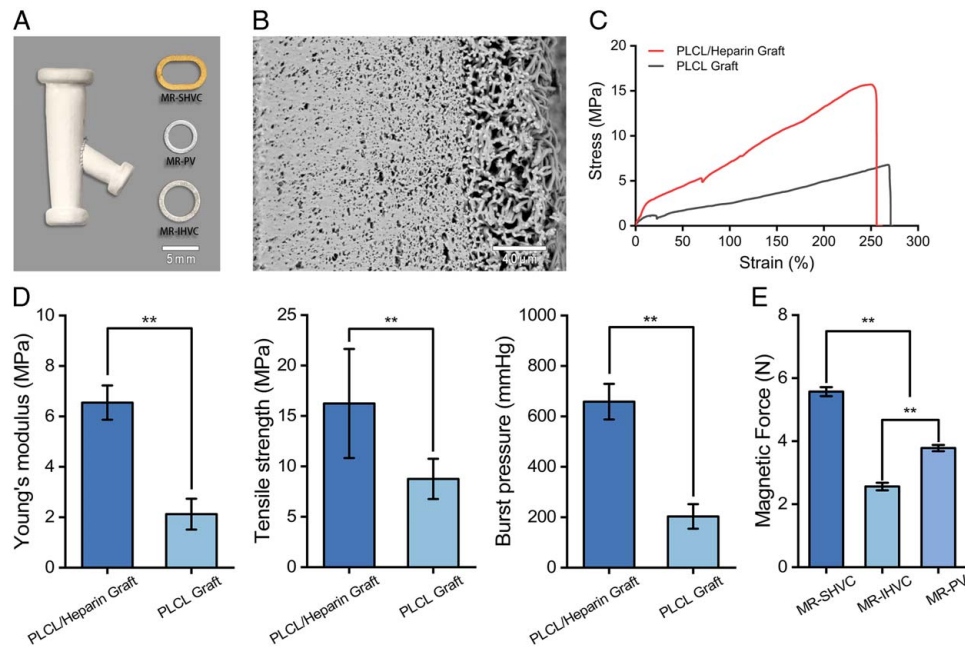 A
MR-SHVC
MR-PV
MR-IHVC
5mm
B
40μm
C
PLCL/Heparin Graft
PLCL Graft
Stress (MPa)
20
15
10
5
0
0
50
100
150
200
250
300
Strain (%)
D
Young's modulus (MPa)
10
8
6
4
2
0
**
PLCL/Heparin Graft
PLCL Graft
Tensile strength (MPa)
25
20
15
10
5
0
**
PLCL/Heparin Graft
PLCL Graft
Burst pressure (mmHg)
1000
800
600
400
200
0
**
PLCL/Heparin Graft
PLCL Graft
E
Magnetic Force (N)
8
6
4
2
0
**
**
MR-SHVC
MR-IHVC
MR-PV